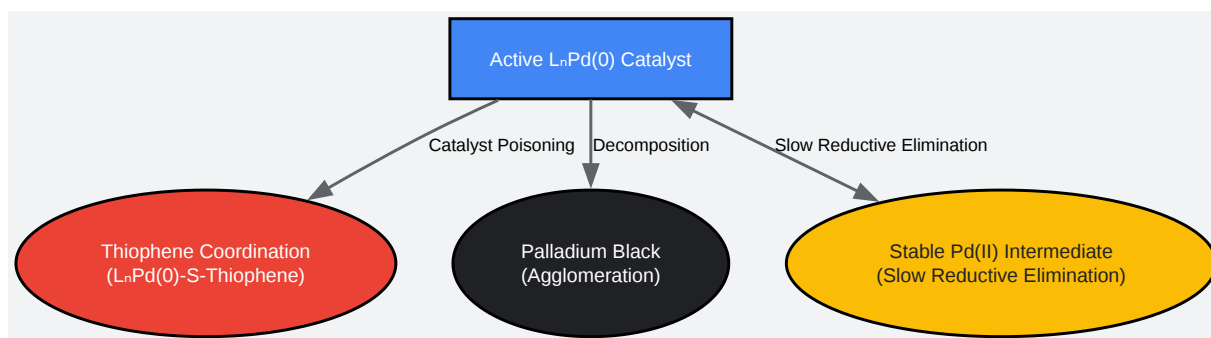 Active LₙPd(0) Catalyst
Catalyst Poisoning
Decomposition
Slow Reductive Elimination
Thiophene Coordination
(LₙPd(0)-S-Thiophene)
Palladium Black
(Agglomeration)
Stable Pd(II) Intermediate
(Slow Reductive Elimination)